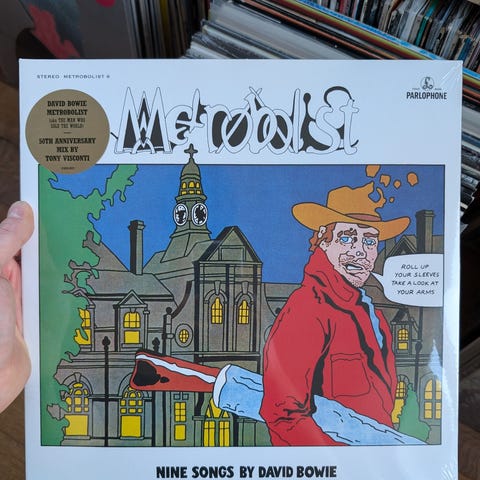 STEREO METROBOLIST
PARLOPHONE
Metrobolist
DAVID BOWIE
METROBOLIST
(aka THE MAN WHO
SOLD THE WORLD)
50TH ANNIVERSARY
MIX BY
TONY VISCONTI
ROLL UP
YOUR SLEEVES
TAKE A LOOK AT
YOUR ARMS
NINE SONGS BY DAVID BOWIE